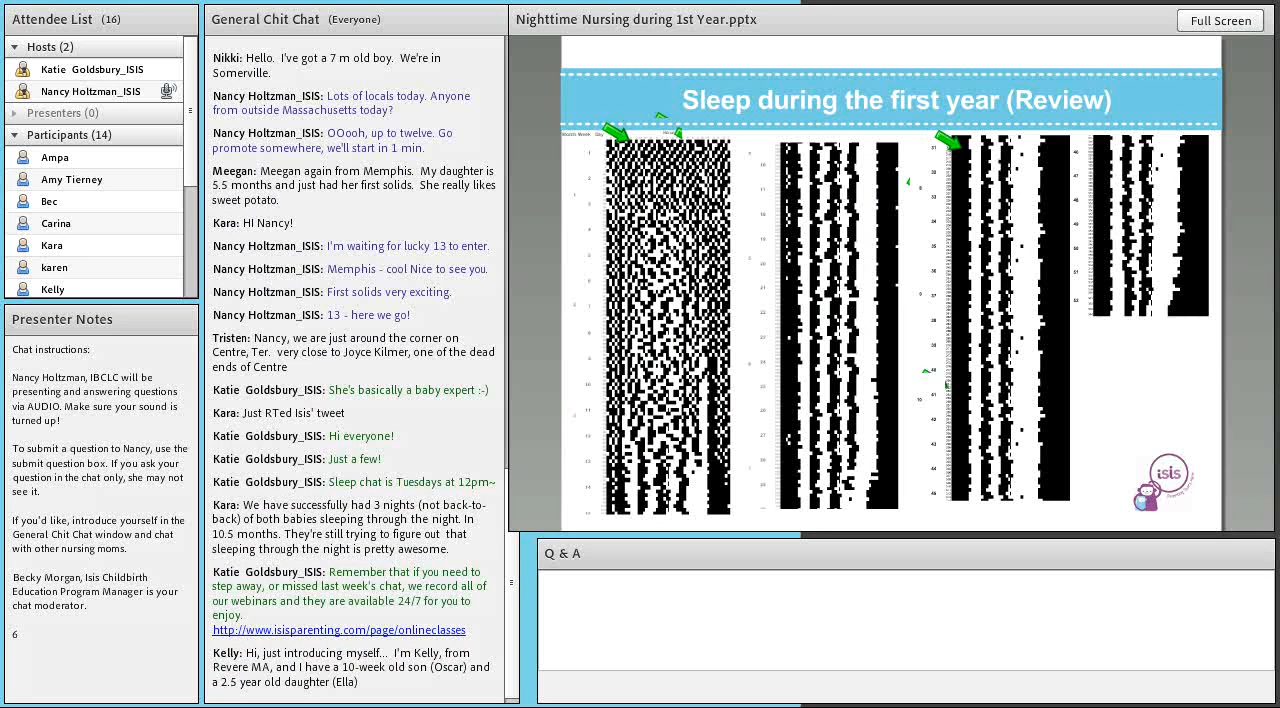 Attendee List (16)
Hosts (2)
Katie Goldsbury_ISIS
Nancy Holtzman_ISIS
Presenters (0)
Participants (14)
Ampa
Amy Tierney
Bec
Carina
Kara
karen
Kelly
Presenter Notes
Chat instructions:
Nancy Holtzman, IBCLC will be
presenting and answering questions
via AUDIO. Make sure your sound is
turned up!
To submit a question to Nancy, use the
submit question box. If you ask your
question in the chat only, she may not
see it.
If you'd like, introduce yourself in the
General Chit Chat window and chat
with other nursing moms.
Becky Morgan, Isis Childbirth
Education Program Manager is your
chat moderator.
6
General Chit Chat (Everyone)
Nikki: Hello. I've got a 7 m old boy. We're in
Somerville.
Nancy Holtzman_ISIS: Lots of locals today. Anyone
from outside Massachusetts today?
Nancy Holtzman_ISIS: OOooh, up to twelve. Go
promote somewhere, we'll start in 1 min.
Meegan: Meegan again from Memphis. My daughter is
5.5 months and just had her first solids. She really likes
sweet potato.
Kara: HI Nancy!
Nancy Holtzman_ISIS: I'm waiting for lucky 13 to enter.
Nancy Holtzman_ISIS: Memphis - cool Nice to see you.
Nancy Holtzman_ISIS: First solids very exciting.
Nancy Holtzman_ISIS: 13 - here we go!
Tristen: Nancy, we are just around the corner on
Centre, Ter. very close to Joyce Kilmer, one of the dead
ends of Centre
Katie Goldsbury_ISIS: She's basically a baby expert :-)
Kara: Just RTed Isis' tweet
Katie Goldsbury_ISIS: Hi everyone!
Katie Goldsbury_ISIS: Just a few!
Katie Goldsbury_ISIS: Sleep chat is Tuesdays at 12pm~
Kara: We have successfully had 3 nights (not back-to-
back) of both babies sleeping through the night. In
10.5 months. They're still trying to figure out that
sleeping through the night is pretty awesome.
Katie Goldsbury_ISIS: Remember that if you need to
step away, or missed last week's chat, we record all of
our webinars and they are available 24/7 for you to
enjoy.
http://www.isisparenting.com/page/onlineclasses
Kelly: Hi, just introducing myself... I'm Kelly, from
Revere MA, and I have a 10-week old son (Oscar) and
a 2.5 year old daughter (Ella)
Nighttime Nursing during 1st Year.pptx
Full Screen
Sleep during the first year (Review)
Month Week Day
isis
Q & A